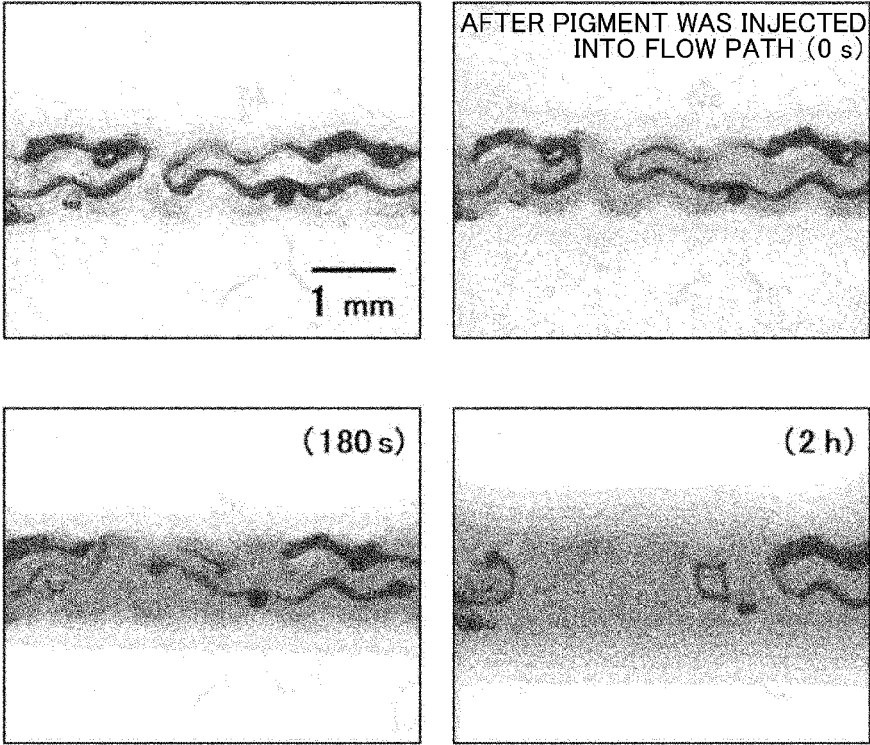 AFTER PIGMENT WAS INJECTED
INTO FLOW PATH (0 s)
1 mm
(180 s)
(2 h)